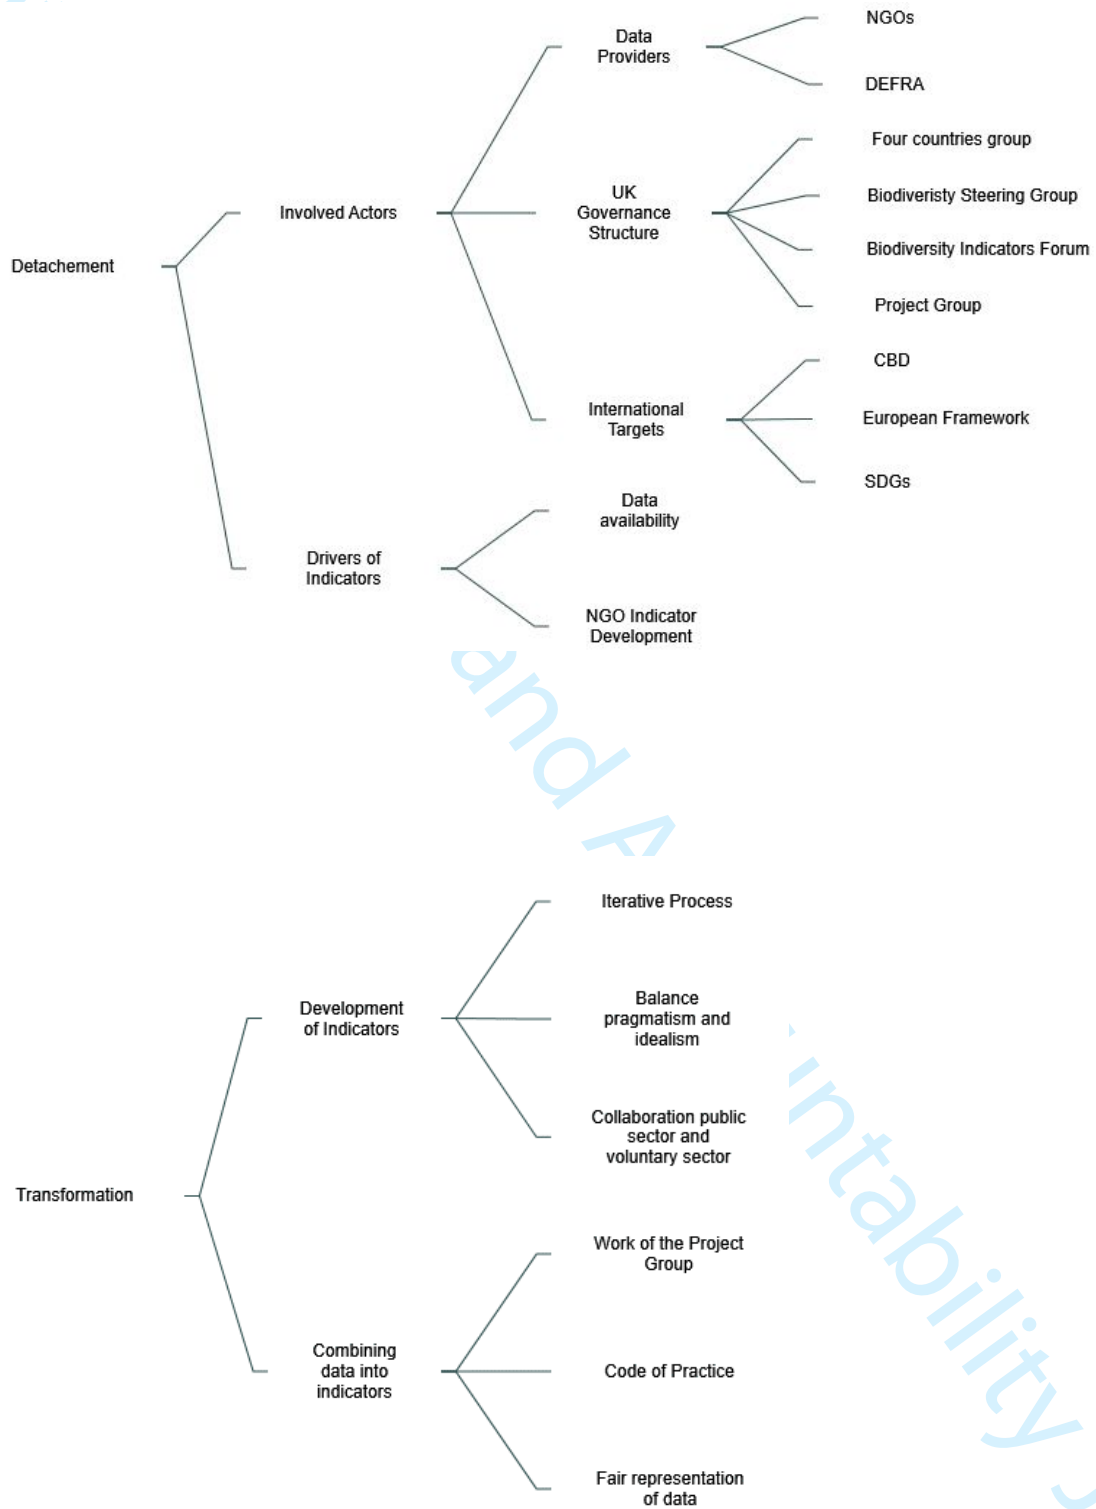 Data
Providers
NGOs
DEFRA
Four countries group
UK
Governance
Structure
Involved Actors
Biodiveristy Steering Group
Biodiversity Indicators Forum
Detachement
Project Group
CBD
International
Targets
European Framework
SDGs
Data
availability
Drivers of
Indicators
NGO Indicator
Development
and A
Iterative Process
Development
of Indicators
Balance
pragmatism and
idealism
Collaboration public
sector and
voluntary sector
untability J
Transformation
Work of the Project
Group
Combining
data into
indicators
Code of Practice
Fair representation
of data